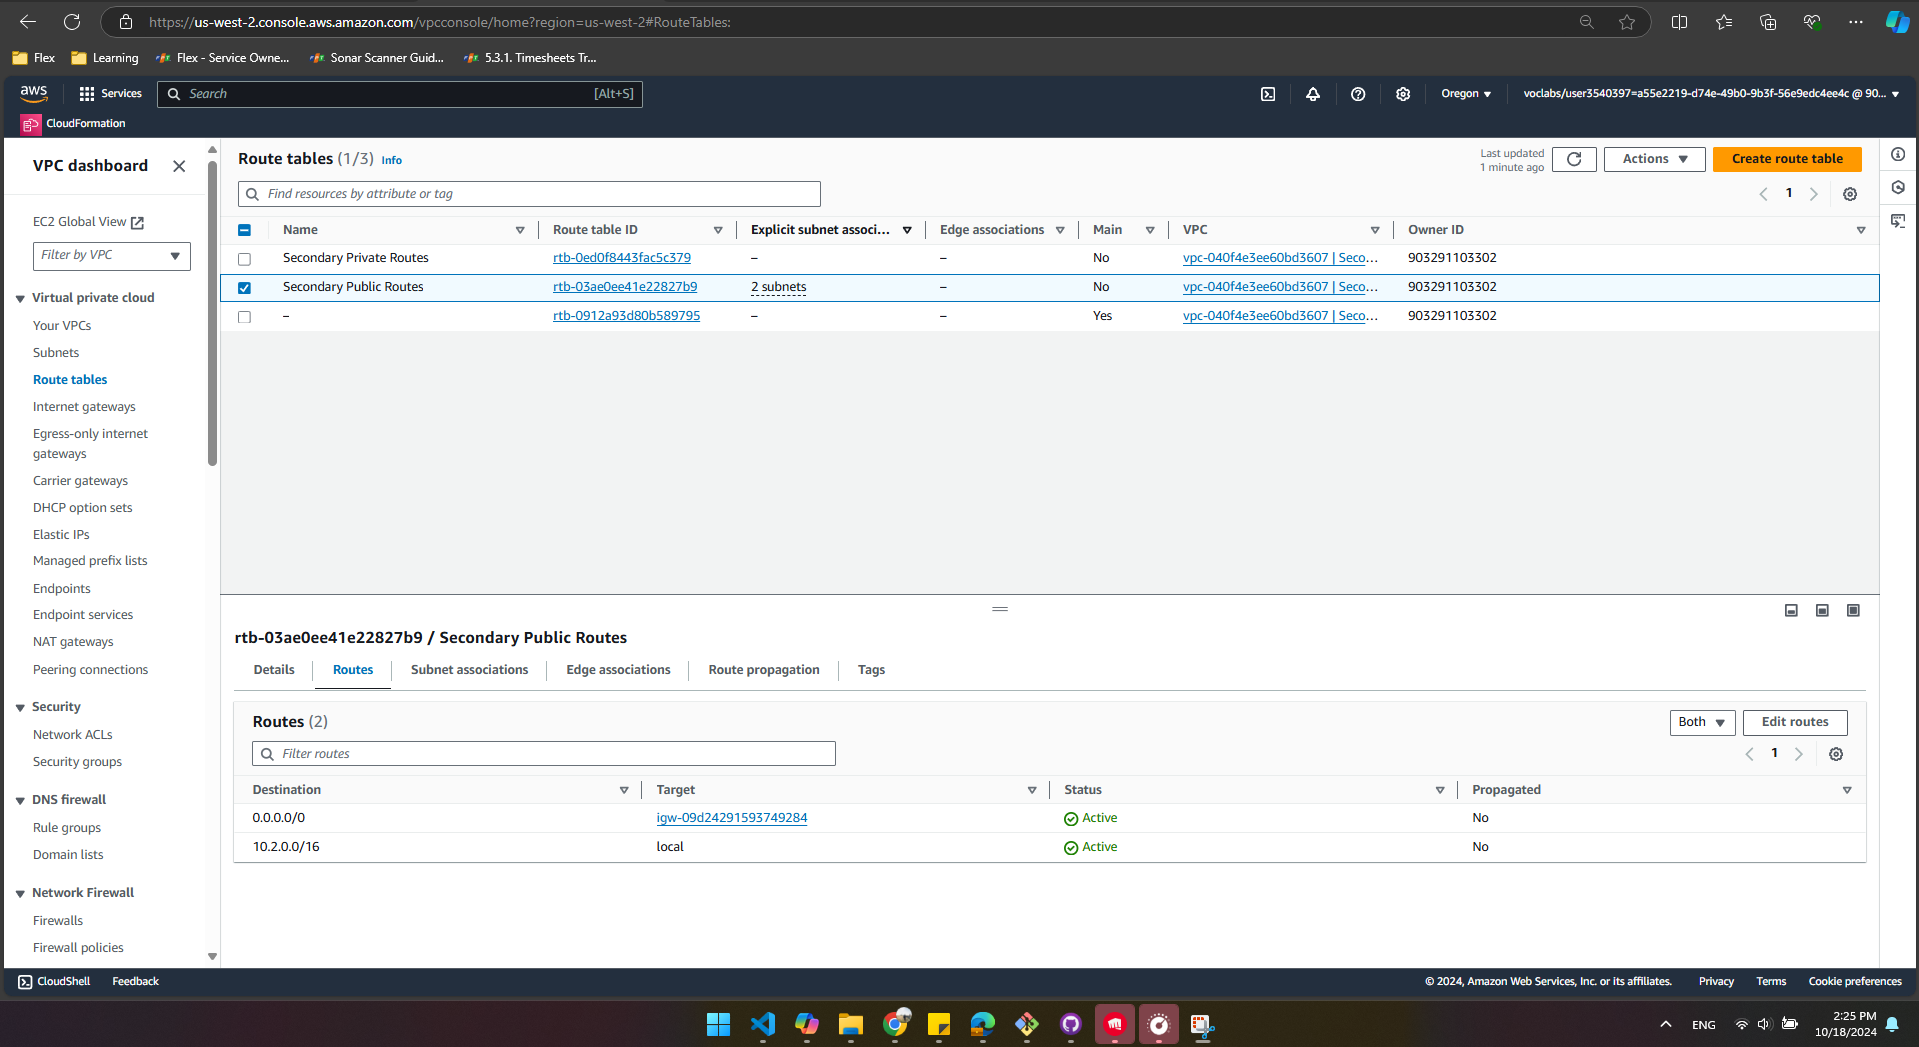 https://us-west-2.console.aws.amazon.com/vpcconsole/home?region=us-west-2#RouteTables:
Flex Learning Flex - Service Owne... Sonar Scanner Guid... 5.3.1. Timesheets Tr...
aws Services Search [Alt+S] Oregon voclabs/user3540397=a55e2219-d74e-49b0-9b3f-56e9edc4ee4c @ 90...
CloudFormation
VPC dashboard
EC2 Global View
Filter by VPC
Virtual private cloud
Your VPCs
Subnets
Route tables
Internet gateways
Egress-only internet
gateways
Carrier gateways
DHCP option sets
Elastic IPs
Managed prefix lists
Endpoints
Endpoint services
NAT gateways
Peering connections
Security
Network ACLs
Security groups
DNS firewall
Rule groups
Domain lists
Network Firewall
Firewalls
Firewall policies
Route tables (1/3) Info
Last updated
1 minute ago
Actions
Create route table
Find resources by attribute or tag
1
Name Route table ID Explicit subnet associ... Edge associations Main VPC Owner ID
Secondary Private Routes rtb-0ed0f8443fac5c379 – – No vpc-040f4e3ee60bd3607 | Seco... 903291103302
Secondary Public Routes rtb-03ae0ee41e22827b9 2 subnets – No vpc-040f4e3ee60bd3607 | Seco... 903291103302
– rtb-0912a93d80b589795 – – Yes vpc-040f4e3ee60bd3607 | Seco... 903291103302
rtb-03ae0ee41e22827b9 / Secondary Public Routes
Details Routes Subnet associations Edge associations Route propagation Tags
Routes (2)
Both Edit routes
Filter routes
1
Destination Target Status Propagated
0.0.0.0/0 igw-09d24291593749284 Active No
10.2.0.0/16 local Active No
CloudShell Feedback © 2024, Amazon Web Services, Inc. or its affiliates. Privacy Terms Cookie preferences
ENG
2:25 PM
10/18/2024